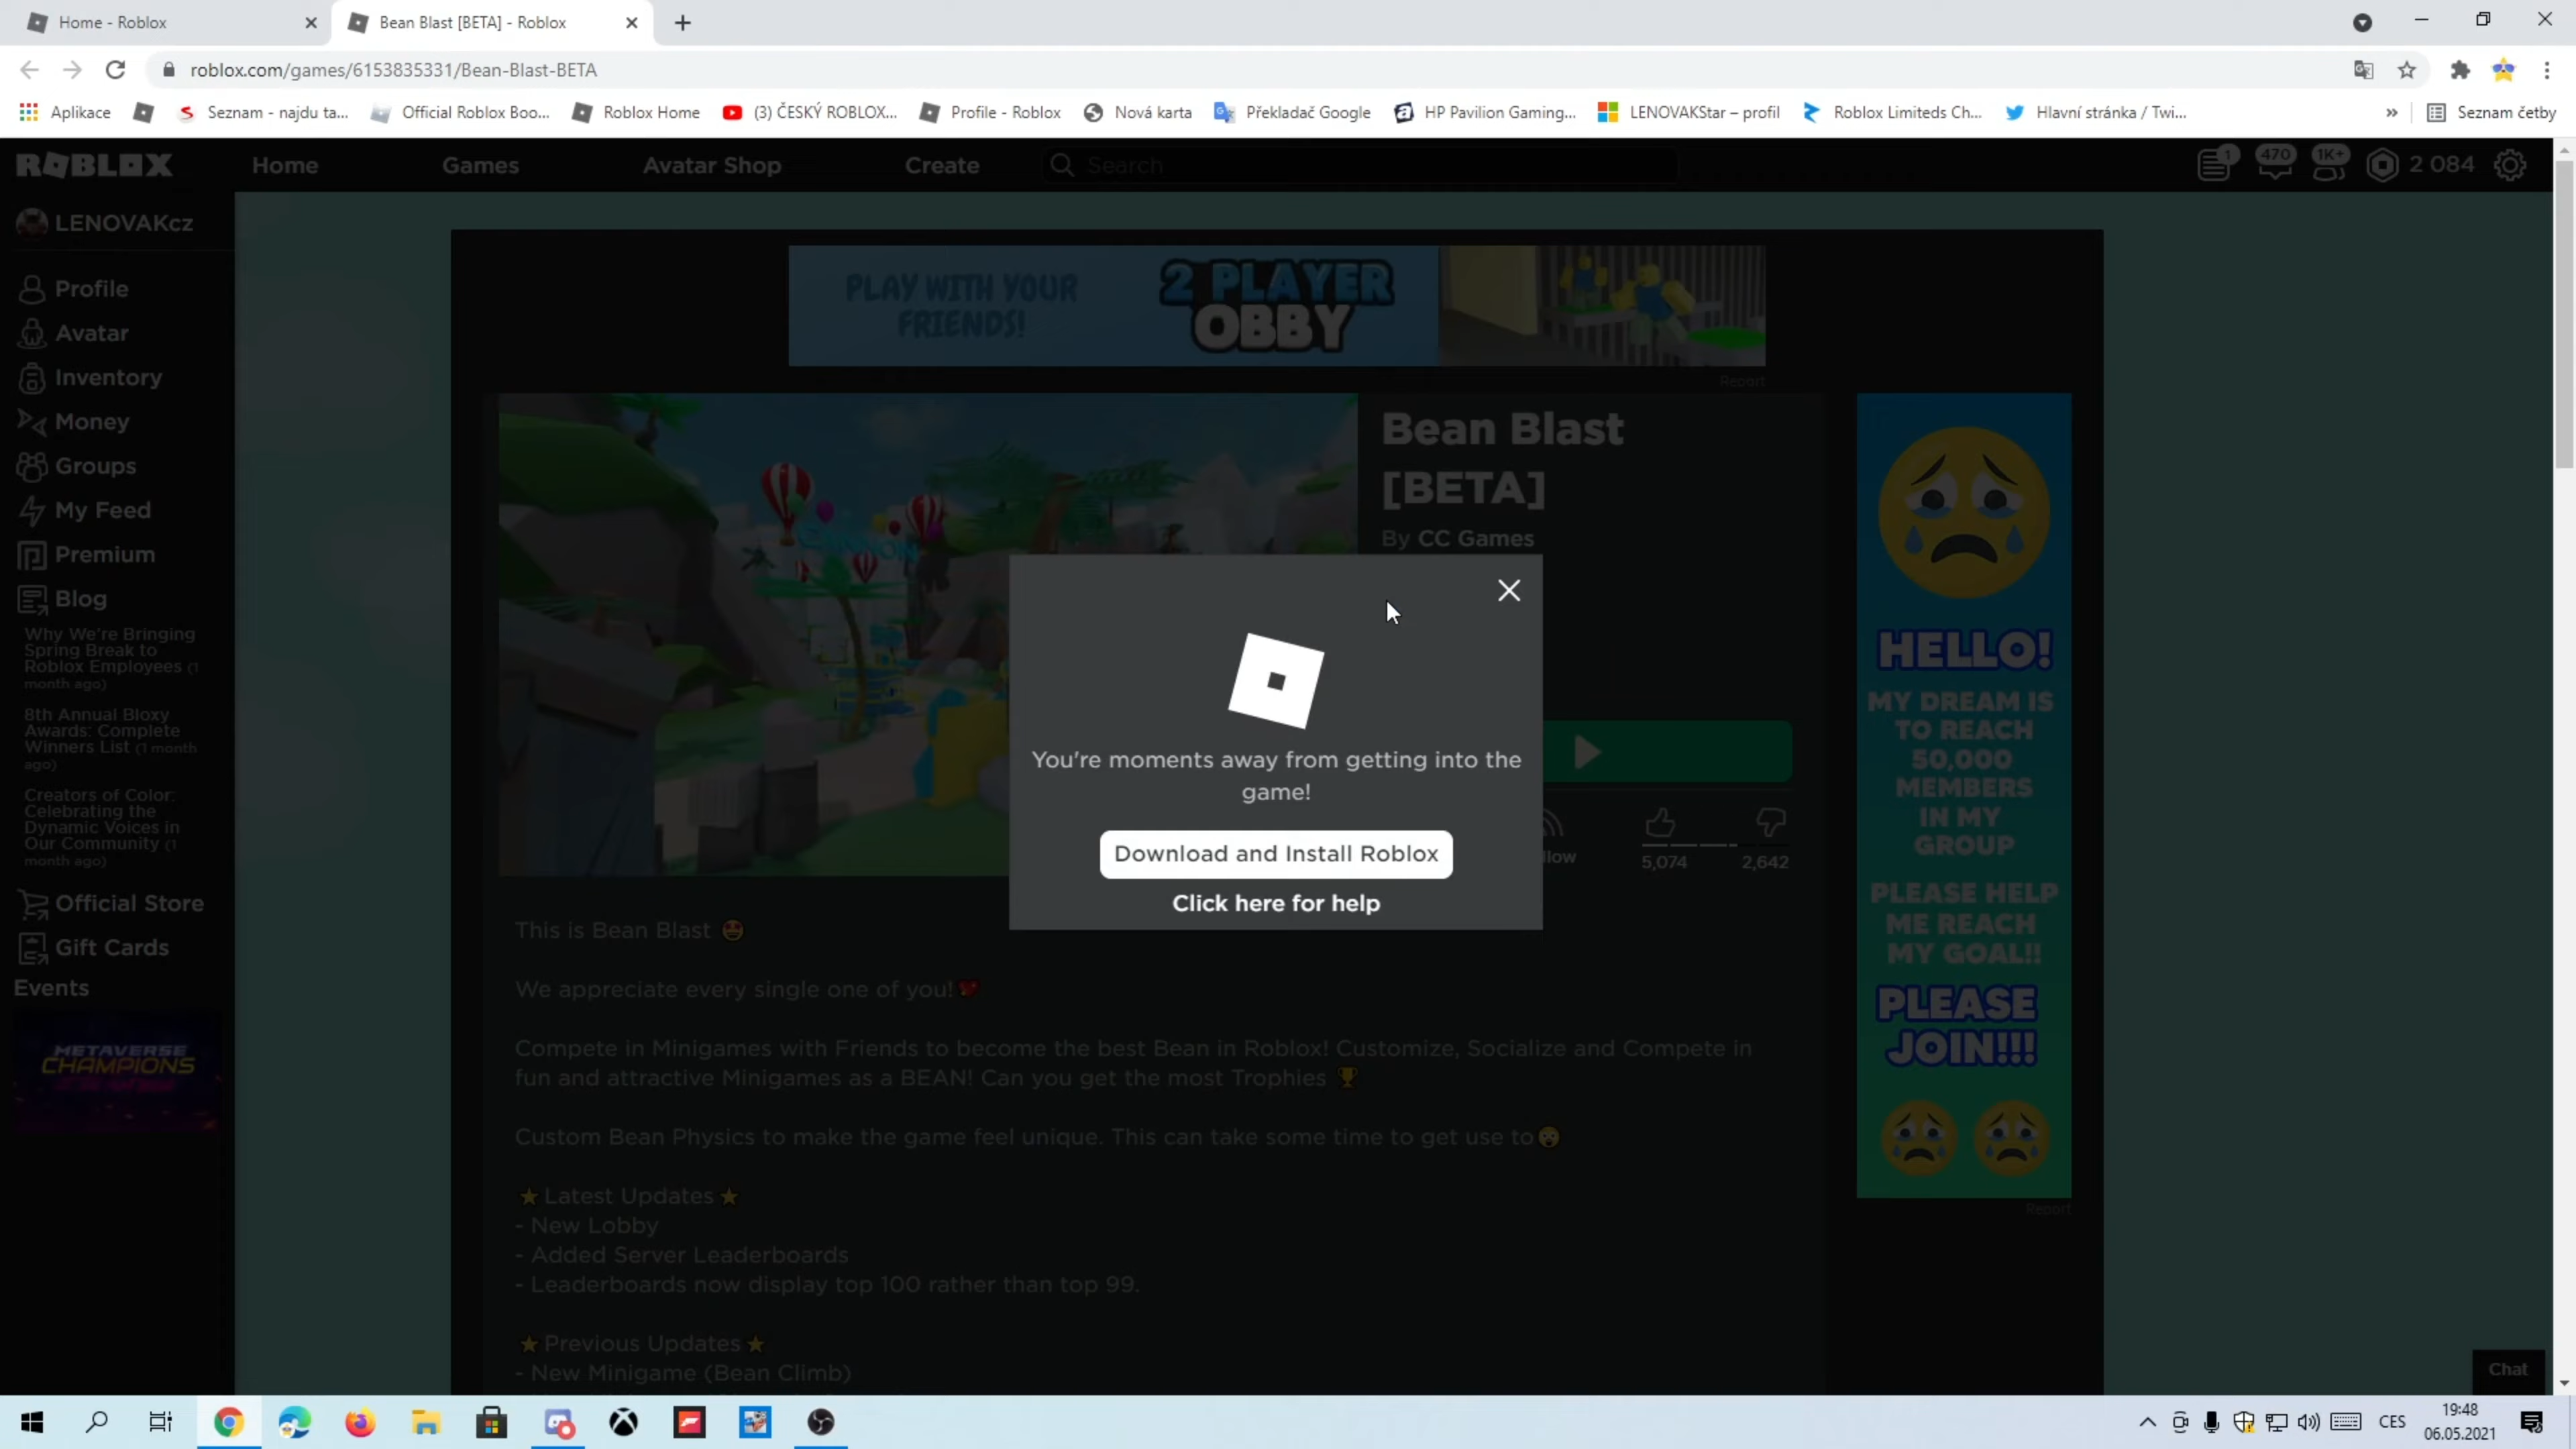 Home - Roblox
Bean Blast [BETA] - Roblox
roblox.com/games/6153835331/Bean-Blast-BETA
Aplikace
Seznam - najdu ta...
Official Roblox Boo...
Roblox Home
(3) ČESKÝ ROBLOX...
Profile - Roblox
Nová karta
Překladač Google
HP Pavilion Gaming...
LENOVAKStar – profil
Roblox Limiteds Ch...
Hlavní stránka / Twi...
»
Seznam četby
ROBLOX
Home
Games
Avatar Shop
Create
Search
1
470
1K+
2 084
LENOVAKcz
Profile
Avatar
Inventory
Money
Groups
My Feed
Premium
Blog
Why We're Bringing
Spring Break to
Roblox Employees (1
month ago)
8th Annual Bloxy
Awards: Complete
Winners List (1 month
ago)
Creators of Color:
Celebrating the
Dynamic Voices in
Our Community (1
month ago)
Official Store
Gift Cards
Events
METAVERSE
CHAMPIONS
PLAY WITH YOUR
FRIENDS!
2 PLAYER
OBBY
Report
Bean Blast
[BETA]
By CC Games
You're moments away from getting into the
game!
Download and Install Roblox
Click here for help
llow
5,074
2,642
This is Bean Blast 🤩
We appreciate every single one of you!
Compete in Minigames with Friends to become the best Bean in Roblox! Customize, Socialize and Compete in
fun and attractive Minigames as a BEAN! Can you get the most Trophies 🏆
Custom Bean Physics to make the game feel unique. This can take some time to get use to
⭐Latest Updates⭐
- New Lobby
- Added Server Leaderboards
- Leaderboards now display top 100 rather than top 99.
⭐Previous Updates⭐
- New Minigame (Bean Climb)
HELLO!
MY DREAM IS
TO REACH
50,000
MEMBERS
IN MY
GROUP
PLEASE HELP
ME REACH
MY GOAL!!
PLEASE
JOIN!!!
Report
Chat
CES
19:48
06.05.2021